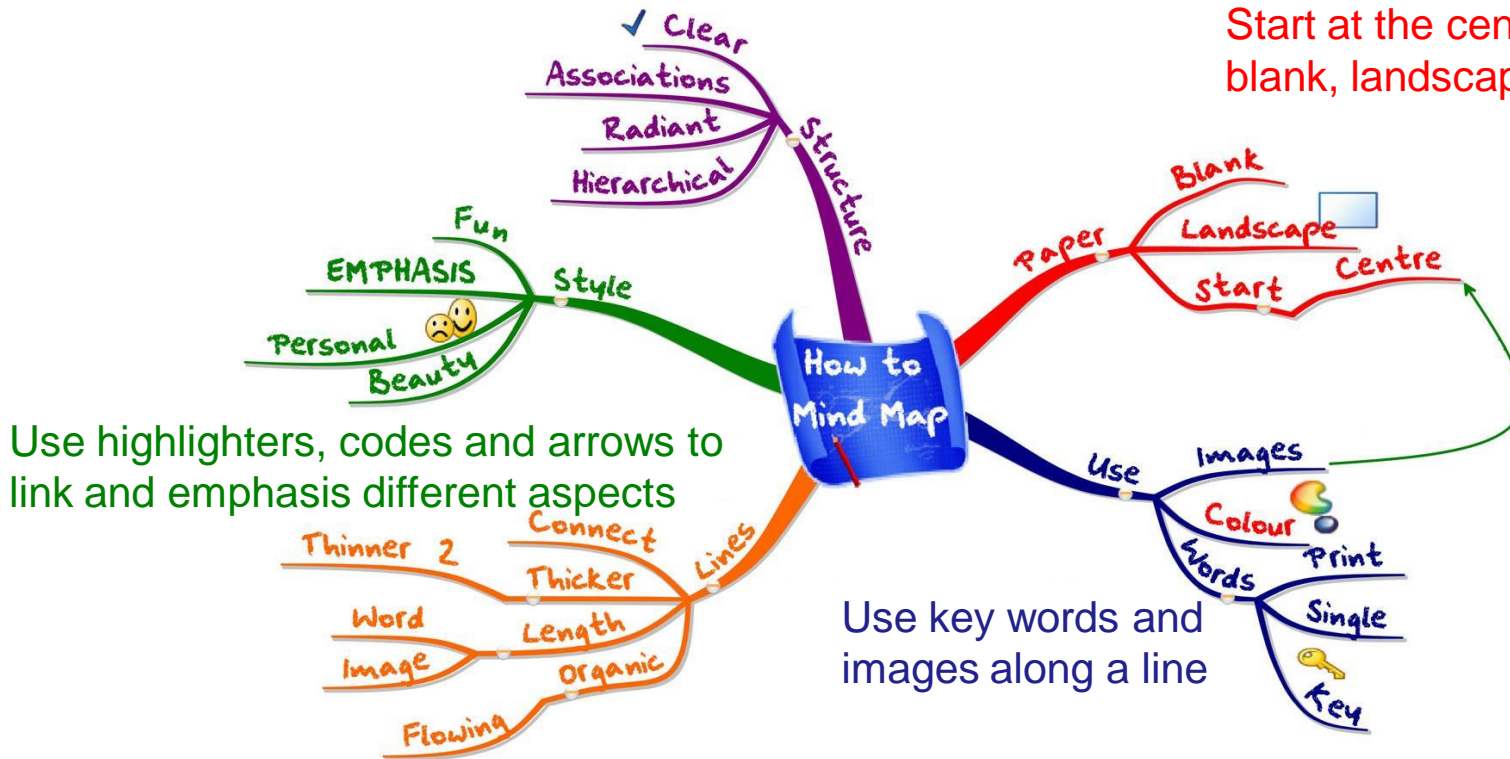 Start at the cen
blank, landscap
Clear
Associations
Radiant
Hierarchical
Structure
Fun
EMPHASIS
Personal
Beauty
Style
Blank
Landscape
Start
Centre
Paper
How to
Mind Map
Use highlighters, codes and arrows to
link and emphasis different aspects
Use
Images
Colour
Words
Print
Single
Key
Connect
Thicker
Thinner 2
Length
Word
Image
Organic
Flowing
Lines
Use key words and
images along a line